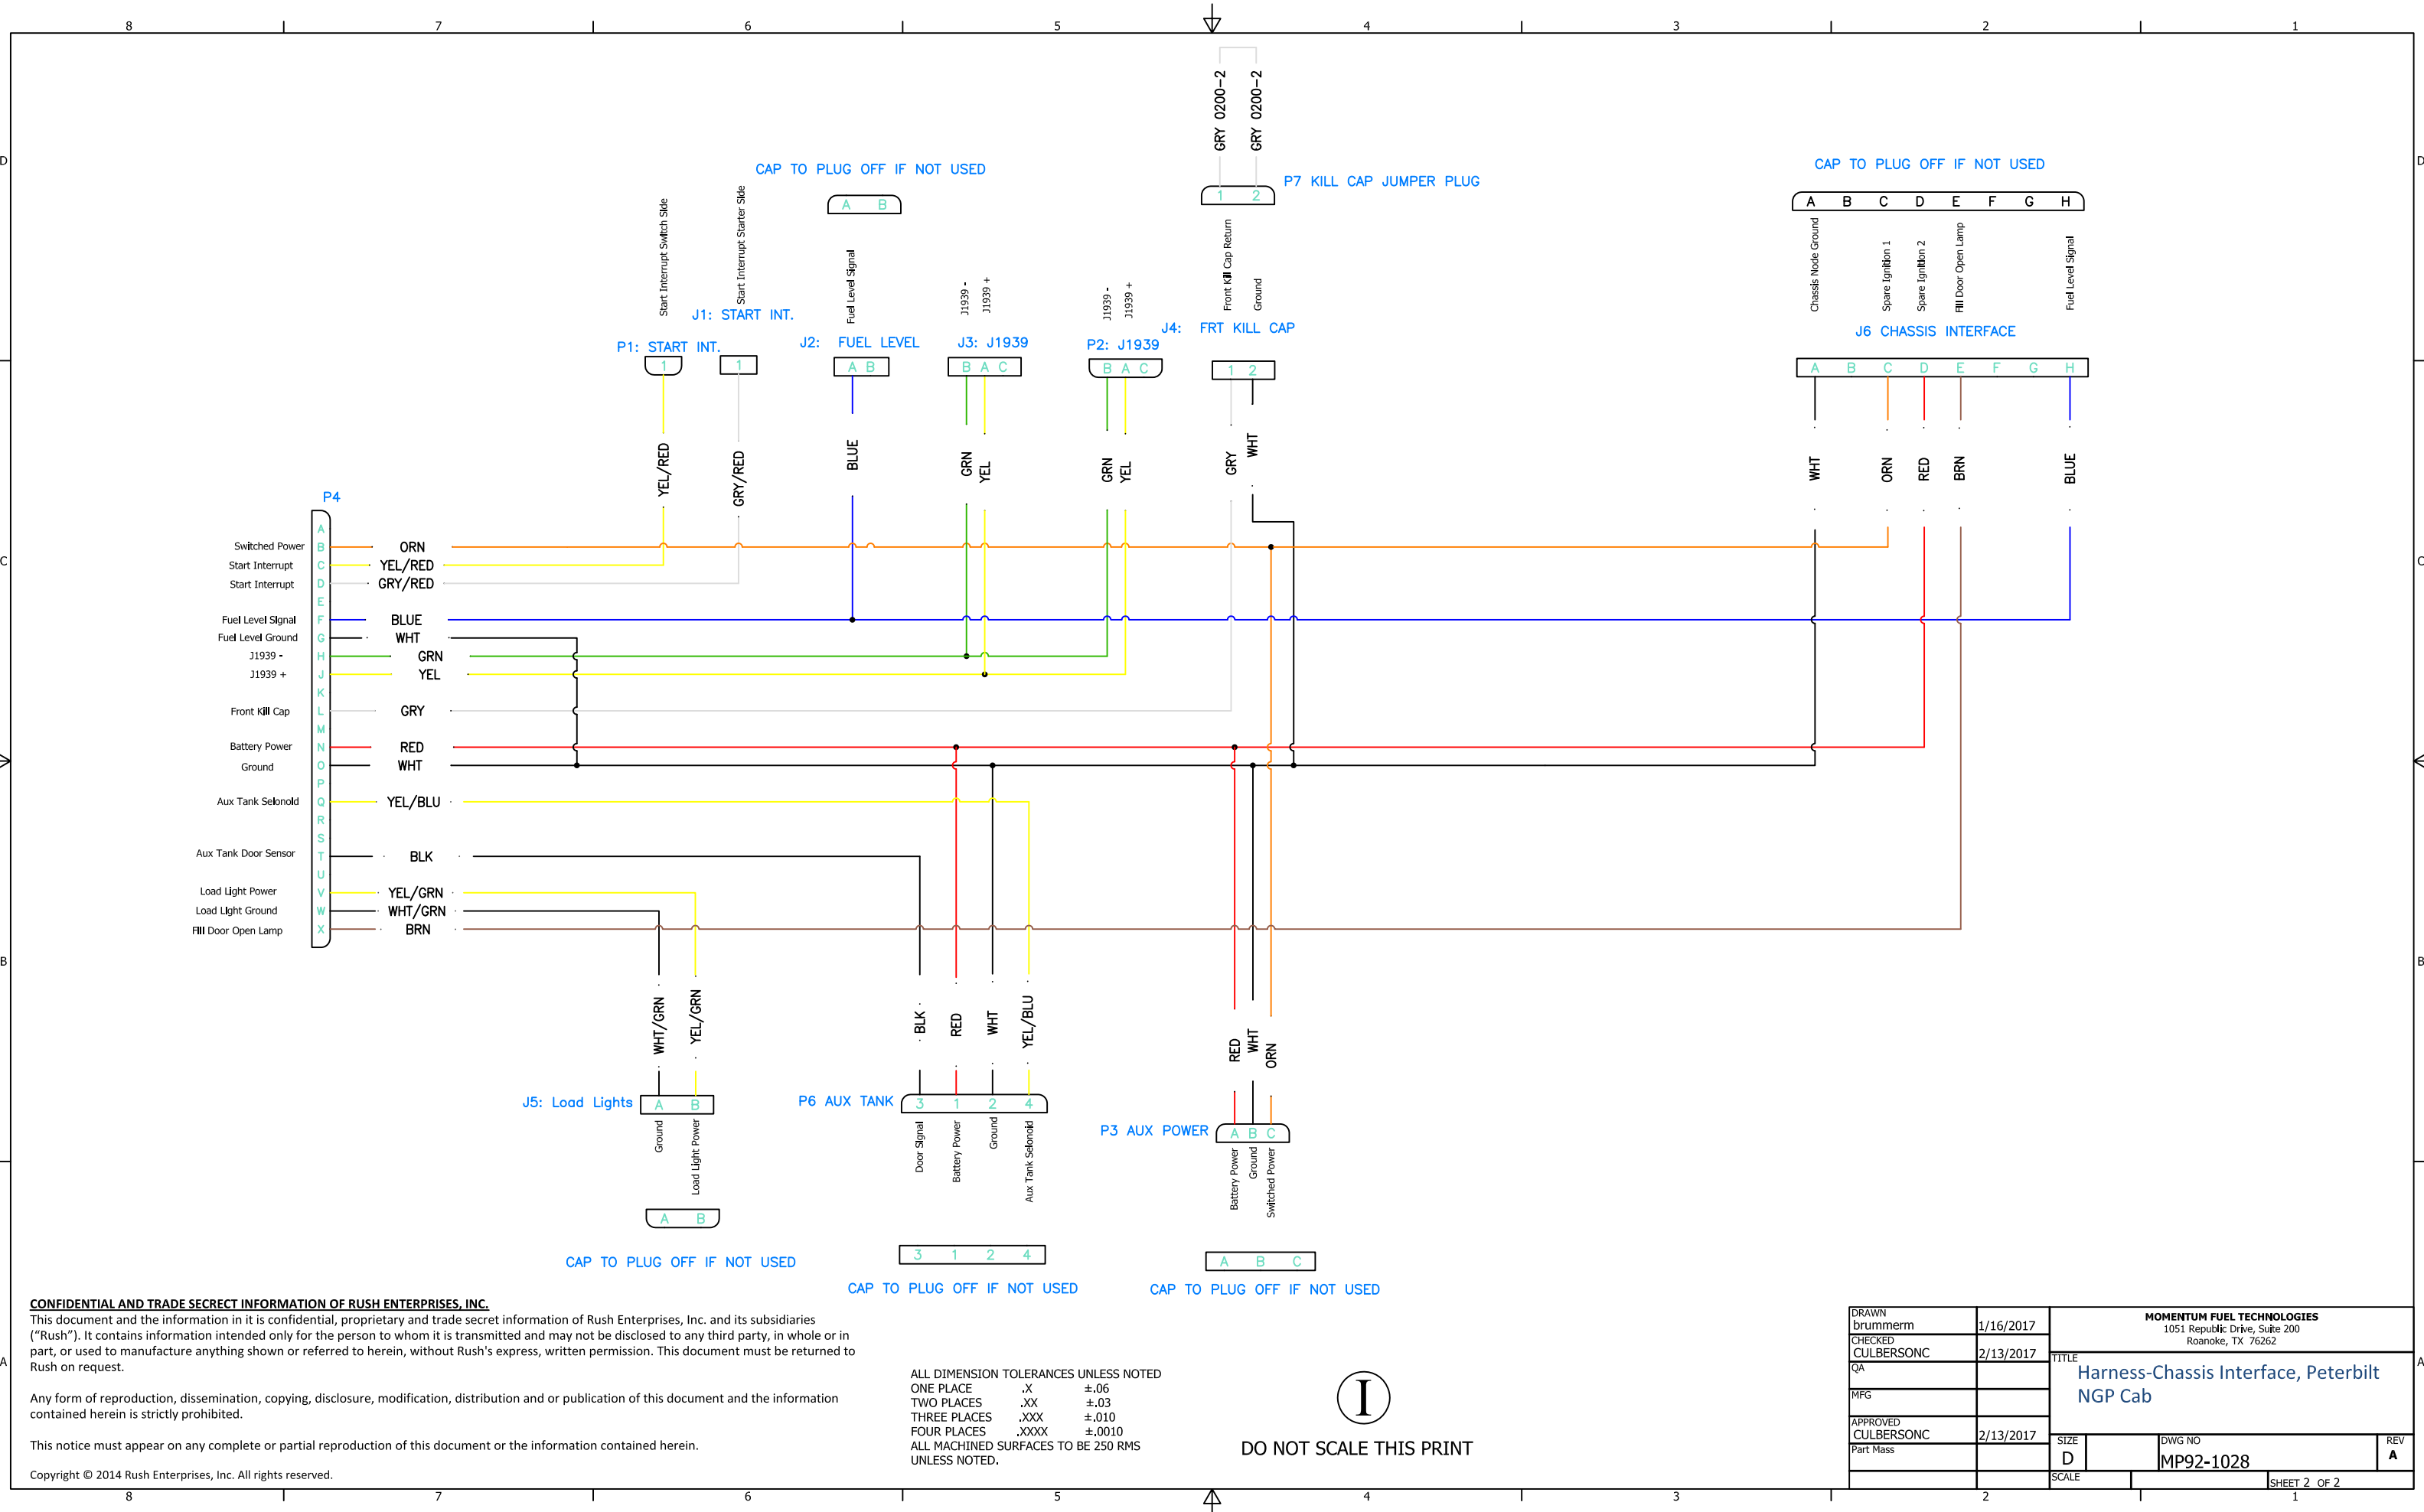 8 7 6 5 4 3 2 1
D D
C C
B B
A A
GRY 0200-2
GRY 0200-2
1 2
P7 KILL CAP JUMPER PLUG
CAP TO PLUG OFF IF NOT USED
A B
CAP TO PLUG OFF IF NOT USED
A B C D E F G H
Start Interrupt Switch Side
Start Interrupt Starter Side
Fuel Level Signal
J1939 -
J1939 +
J1939 -
J1939 +
Front Kill Cap Return
Ground
Chassis Node Ground
Spare Ignition 1
Spare Ignition 2
Fill Door Open Lamp
Fuel Level Signal
P1: START INT.
J1: START INT.
J2: FUEL LEVEL
J3: J1939
P2: J1939
J4: FRT KILL CAP
J6 CHASSIS INTERFACE
1
1
A B
B A C
B A C
1 2
A B C D E F G H
YEL/RED
GRY/RED
BLUE
GRN
YEL
GRN
YEL
GRY
WHT
WHT
ORN
RED
BRN
BLUE
P4
A
Switched Power B ORN
Start Interrupt C YEL/RED
Start Interrupt D GRY/RED
E
Fuel Level Signal F BLUE
Fuel Level Ground G WHT
J1939 - H GRN
J1939 + J YEL
K
Front Kill Cap L GRY
M
Battery Power N RED
Ground O WHT
P
Aux Tank Selonoid Q YEL/BLU
R
S
Aux Tank Door Sensor T BLK
U
Load Light Power V YEL/GRN
Load Light Ground W WHT/GRN
Fill Door Open Lamp X BRN
WHT/GRN
YEL/GRN
BLK
RED
WHT
YEL/BLU
RED
WHT
ORN
J5: Load Lights
A B
Ground
Load Light Power
A B
CAP TO PLUG OFF IF NOT USED
P6 AUX TANK
3 1 2 4
Door Signal
Battery Power
Ground
Aux Tank Selonoid
3 1 2 4
CAP TO PLUG OFF IF NOT USED
P3 AUX POWER
A B C
Battery Power
Ground
Switched Power
A B C
CAP TO PLUG OFF IF NOT USED
CONFIDENTIAL AND TRADE SECRECT INFORMATION OF RUSH ENTERPRISES, INC.
This document and the information in it is confidential, proprietary and trade secret information of Rush Enterprises, Inc. and its subsidiaries
(“Rush”). It contains information intended only for the person to whom it is transmitted and may not be disclosed to any third party, in whole or in
part, or used to manufacture anything shown or referred to herein, without Rush's express, written permission. This document must be returned to
Rush on request.
Any form of reproduction, dissemination, copying, disclosure, modification, distribution and or publication of this document and the information
contained herein is strictly prohibited.
This notice must appear on any complete or partial reproduction of this document or the information contained herein.
Copyright © 2014 Rush Enterprises, Inc. All rights reserved.
ALL DIMENSION TOLERANCES UNLESS NOTED
ONE PLACE .X ±.06
TWO PLACES .XX ±.03
THREE PLACES .XXX ±.010
FOUR PLACES .XXXX ±.0010
ALL MACHINED SURFACES TO BE 250 RMS
UNLESS NOTED.
I
DO NOT SCALE THIS PRINT
DRAWN
brummerm 1/16/2017
CHECKED
CULBERSONC 2/13/2017
QA
MFG
APPROVED
CULBERSONC 2/13/2017
Part Mass
MOMENTUM FUEL TECHNOLOGIES
1051 Republic Drive, Suite 200
Roanoke, TX 76262
TITLE
Harness-Chassis Interface, Peterbilt
NGP Cab
SIZE
D
DWG NO
MP92-1028
REV
A
SCALE
SHEET 2 OF 2
8 7 6 5 4 3 2 1